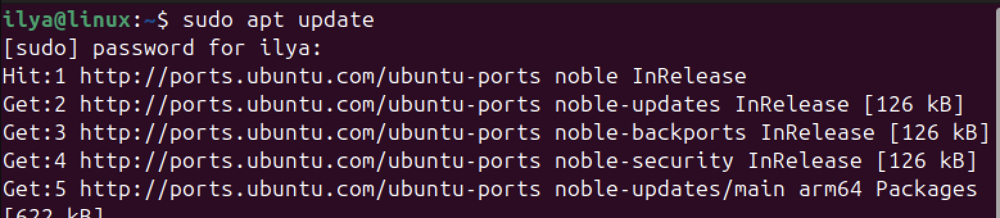 ilya@linux:~$ sudo apt update
[sudo] password for ilya:
Hit:1 http://ports.ubuntu.com/ubuntu-ports noble InRelease
Get:2 http://ports.ubuntu.com/ubuntu-ports noble-updates InRelease [126 kB]
Get:3 http://ports.ubuntu.com/ubuntu-ports noble-backports InRelease [126 kB]
Get:4 http://ports.ubuntu.com/ubuntu-ports noble-security InRelease [126 kB]
Get:5 http://ports.ubuntu.com/ubuntu-ports noble-updates/main arm64 Packages
[622 kB]